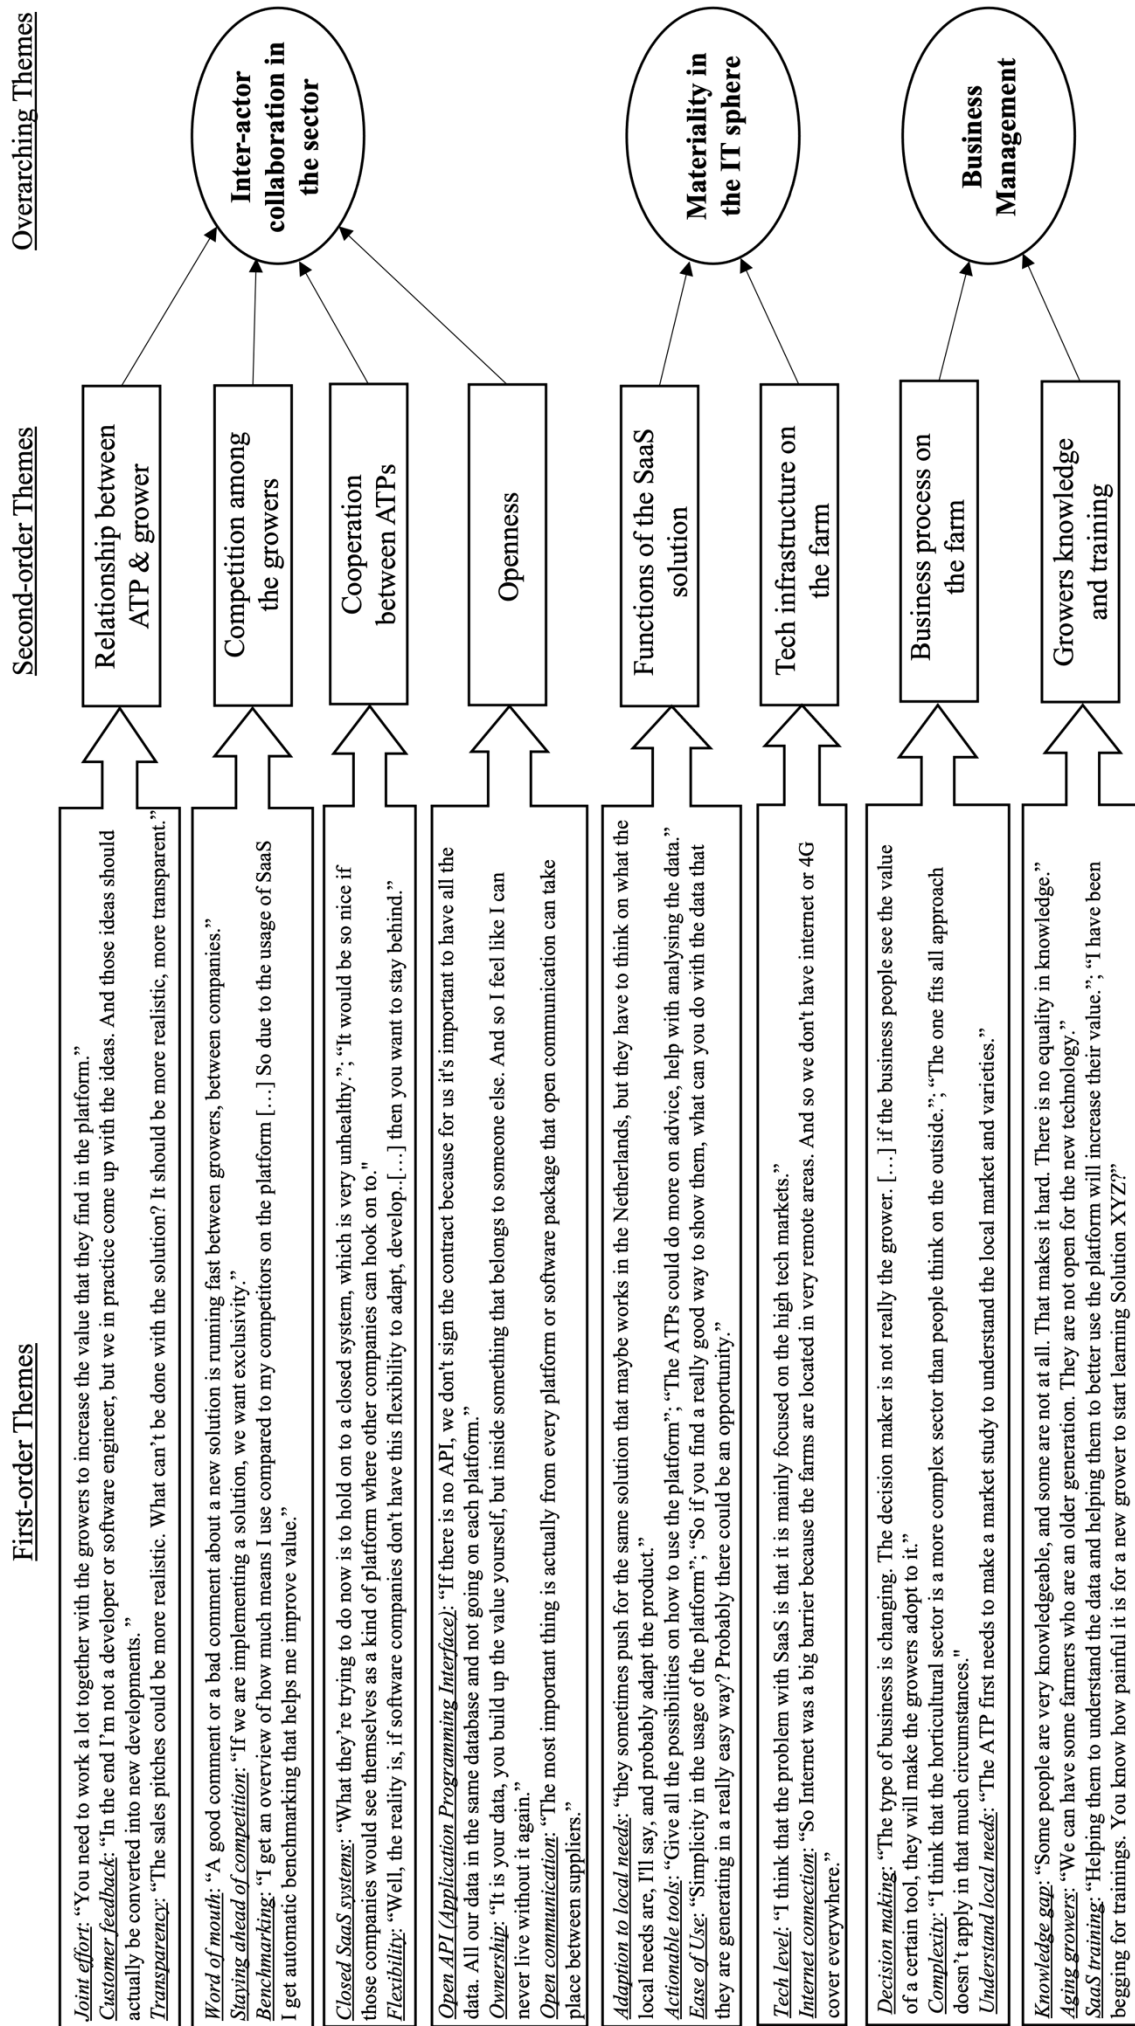 First-order Themes
Second-order Themes
Overarching Themes
Joint effort: “You need to work a lot together with the growers to increase the value that they find in the platform.”
Customer feedback: “In the end I’m not a developer or software engineer, but we in practice come up with the ideas. And those ideas should
actually be converted into new developments. ”
Transparency: “The sales pitches could be more realistic. What can’t be done with the solution? It should be more realistic, more transparent.”
Relationship between
ATP & grower
Word of mouth: “A good comment or a bad comment about a new solution is running fast between growers, between companies.”
Staying ahead of competition: “If we are implementing a solution, we want exclusivity.”
Benchmarking: “I get an overview of how much means I use compared to my competitors on the platform […] So due to the usage of SaaS
I get automatic benchmarking that helps me improve value.”
Competition among
the growers
Closed SaaS systems: “What they’re trying to do now is to hold on to a closed system, which is very unhealthy.”; “It would be so nice if
those companies would see themselves as a kind of platform where other companies can hook on to."
Flexibility: “Well, the reality is, if software companies don't have this flexibility to adapt, develop..[…] then you want to stay behind.”
Cooperation
between ATPs
Open API (Application Programming Interface): “If there is no API, we don’t sign the contract because for us it’s important to have all the
data. All our data in the same database and not going on each platform.”
Ownership: “It is your data, you build up the value yourself, but inside something that belongs to someone else. And so I feel like I can
never live without it again.”
Open communication: “The most important thing is actually from every platform or software package that open communication can take
place between suppliers.”
Openness
Inter-actor
collaboration in
the sector
Adaption to local needs: “they sometimes push for the same solution that maybe works in the Netherlands, but they have to think on what the
local needs are, I'll say, and probably adapt the product.”
Actionable tools: “Give all the possibilities on how to use the platform”; “The ATPs could do more on advice, help with analysing the data.”
Ease of Use: “Simplicity in the usage of the platform”; “So if you find a really good way to show them, what can you do with the data that
they are generating in a really easy way? Probably there could be an opportunity.”
Functions of the SaaS
solution
Tech level: “I think that the problem with SaaS is that it is mainly focused on the high tech markets.”
Internet connection: “So Internet was a big barrier because the farms are located in very remote areas. And so we don't have internet or 4G
cover everywhere.”
Tech infrastructure on
the farm
Materiality in
the IT sphere
Decision making: “The type of business is changing. The decision maker is not really the grower. […] if the business people see the value
of a certain tool, they will make the growers adopt to it.”
Complexity: “I think that the horticultural sector is a more complex sector than people think on the outside.”; “The one fits all approach
doesn’t apply in that much circumstances."
Understand local needs: “The ATP first needs to make a market study to understand the local market and varieties.”
Business process on
the farm
Knowledge gap: “Some people are very knowledgeable, and some are not at all. That makes it hard. There is no equality in knowledge.”
Aging growers: “We can have some farmers who are an older generation. They are not open for the new technology.”
SaaS training: “Helping them to understand the data and helping them to better use the platform will increase their value.”; “I have been
begging for trainings. You know how painful it is for a new grower to start learning Solution XYZ?”
Growers knowledge
and training
Business
Management